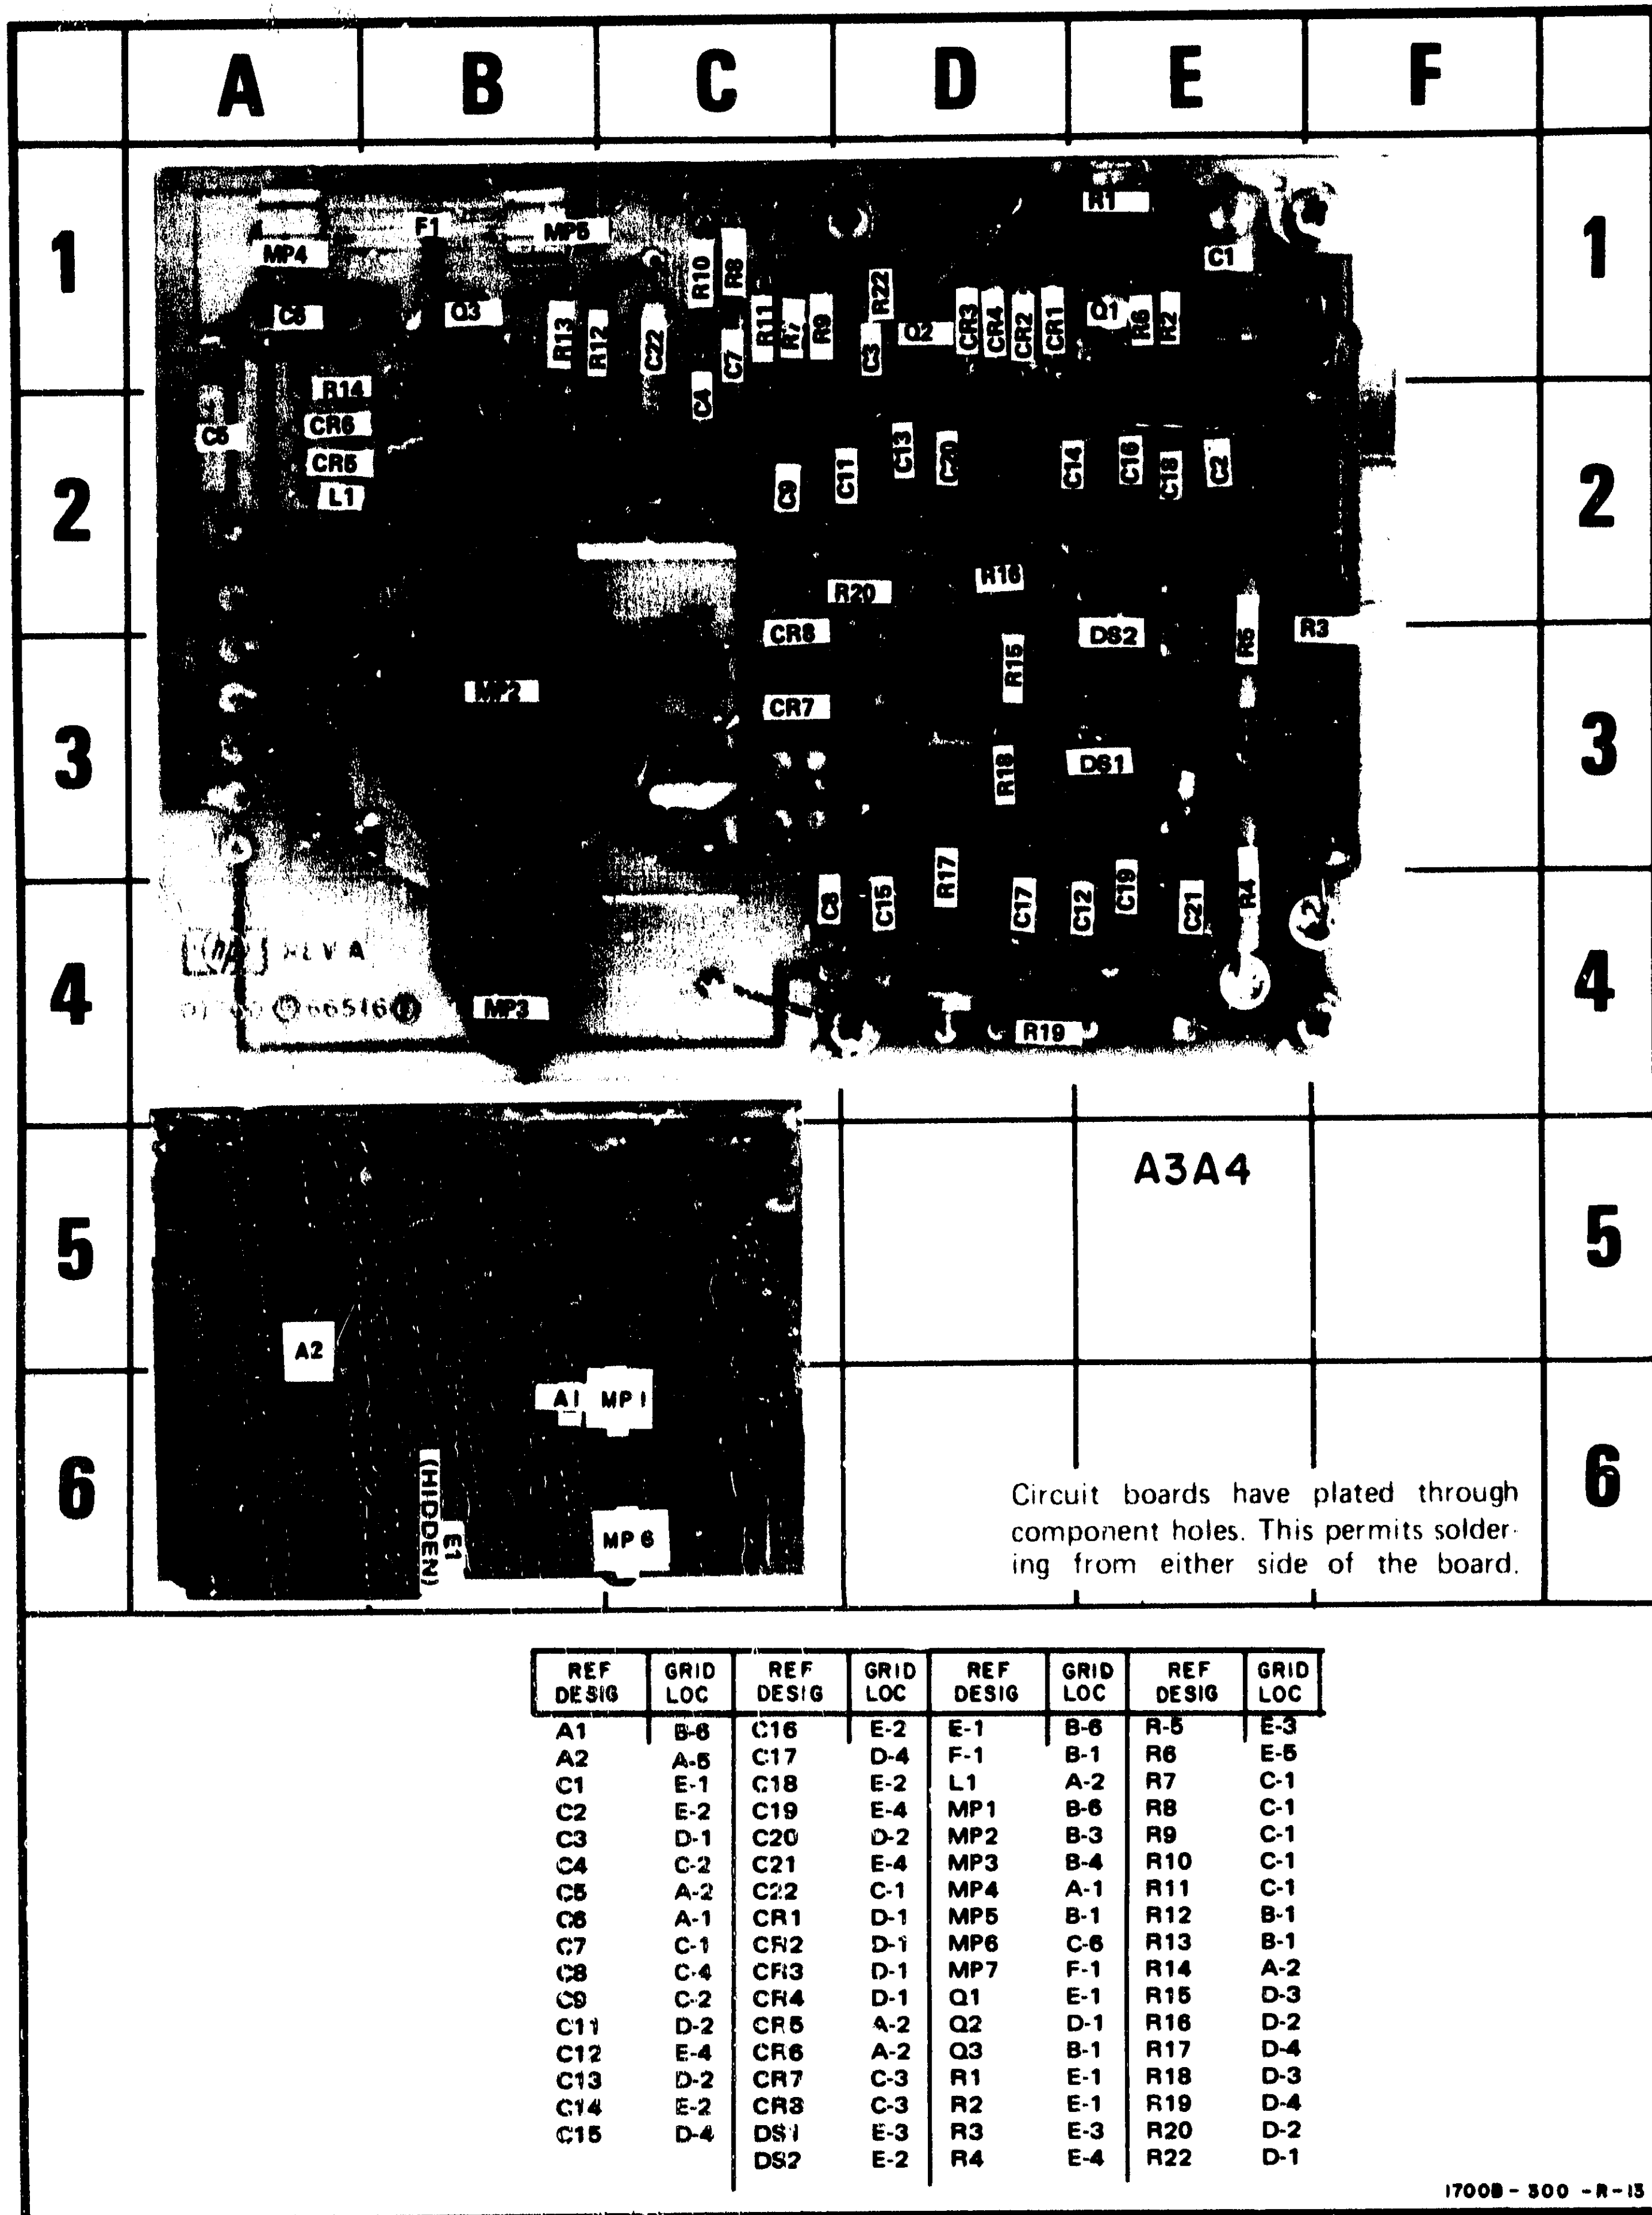 A B C D E F
1 1
R1
F1 MP5
MP4
C1
R10 R8
R22
C6 Q3 R13 R12 C22 C7 R11 R7 R9 C3 Q2 CR3 CR4 CR2 CR1 Q1 R6 R2
2 2
R14 C4
CR6
C5
CR5
L1
C9 C11 C13 C20 C14 C16 C18 C2
R16
R20
3 3
CR8 DS2 R5 R3
R15
MP2
CR7
R18 DS1
4 4
R17 C19 R4
C8 C15 C17 C12 C21
hp REV A
66516
MP3
R19
5 5
A3A4
A2
6 6
A1 MP1
(HIDDEN)
E1
MP6
Circuit boards have plated through
component holes. This permits solder-
ing from either side of the board.
REF DESIG GRID LOC REF DESIG GRID LOC REF DESIG GRID LOC REF DESIG GRID LOC
A1 B-6 C16 E-2 E-1 B-6 R-5 E-3
A2 A-5 C17 D-4 F-1 B-1 R6 E-5
C1 E-1 C18 E-2 L1 A-2 R7 C-1
C2 E-2 C19 E-4 MP1 B-6 R8 C-1
C3 D-1 C20 D-2 MP2 B-3 R9 C-1
C4 C-2 C21 E-4 MP3 B-4 R10 C-1
C5 A-2 C22 C-1 MP4 A-1 R11 C-1
C6 A-1 CR1 D-1 MP5 B-1 R12 B-1
C7 C-1 CR2 D-1 MP6 C-6 R13 B-1
C8 C-4 CR3 D-1 MP7 F-1 R14 A-2
C9 C-2 CR4 D-1 Q1 E-1 R15 D-3
C11 D-2 CR5 A-2 Q2 D-1 R16 D-2
C12 E-4 CR6 A-2 Q3 B-1 R17 D-4
C13 D-2 CR7 C-3 R1 E-1 R18 D-3
C14 E-2 CR8 C-3 R2 E-1 R19 D-4
C15 D-4 DS1 E-3 R3 E-3 R20 D-2
DS2 E-2 R4 E-4 R22 D-1
1700B-300-R-13